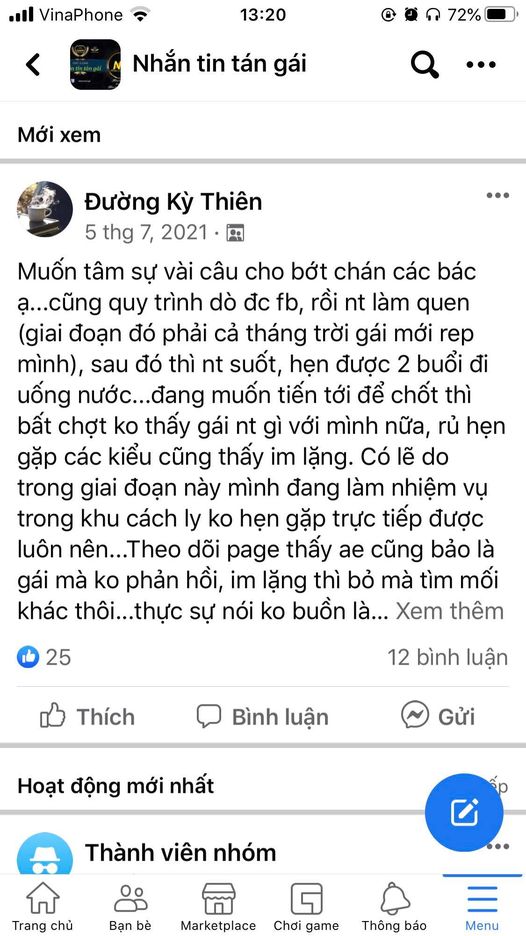 VinaPhone 13:20 72%
Nhắn tin tán gái
Mới xem
Đường Kỳ Thiên
5 thg 7, 2021 ·
Muốn tâm sự vài câu cho bớt chán các bác
ạ...cũng quy trình dò đc fb, rồi nt làm quen
(giai đoạn đó phải cả tháng trời gái mới rep
mình), sau đó thì nt suốt, hẹn được 2 buổi đi
uống nước...đang muốn tiến tới để chốt thì
bất chợt ko thấy gái nt gì với mình nữa, rủ hẹn
gặp các kiểu cũng thấy im lặng. Có lẽ do
trong giai đoạn này mình đang làm nhiệm vụ
trong khu cách ly ko hẹn gặp trực tiếp được
luôn nên...Theo dõi page thấy ae cũng bảo là
gái mà ko phản hồi, im lặng thì bỏ mà tìm mối
khác thôi...thực sự nói ko buồn là... Xem thêm
25 12 bình luận
Thích Bình luận Gửi
Hoạt động mới nhất
Thành viên nhóm
Trang chủ Bạn bè Marketplace Chơi game Thông báo Menu